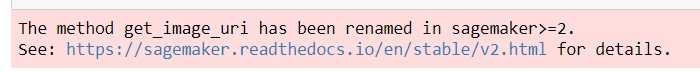 The method get_image_uri has been renamed in sagemaker>=2.
See: https://sagemaker.readthedocs.io/en/stable/v2.html for details.